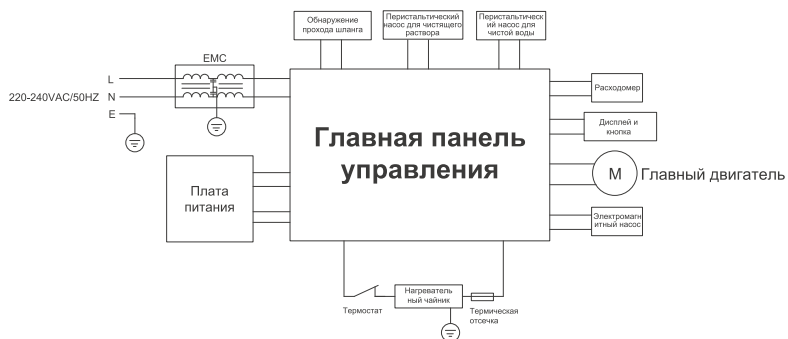 Обнаружение
прохода шланга
Перистальтический
насос для чистящего
раствора
Перистальтическ
ий насос для
чистой воды
EMC
L
220-240VAC/50HZ N
E
Главная панель
управления
Расходомер
Дисплей и
кнопка
M Главный двигатель
Электромагн
итный насос
Плата
питания
Термостат
Нагреватель
ный чайник
Термическая
отсечка